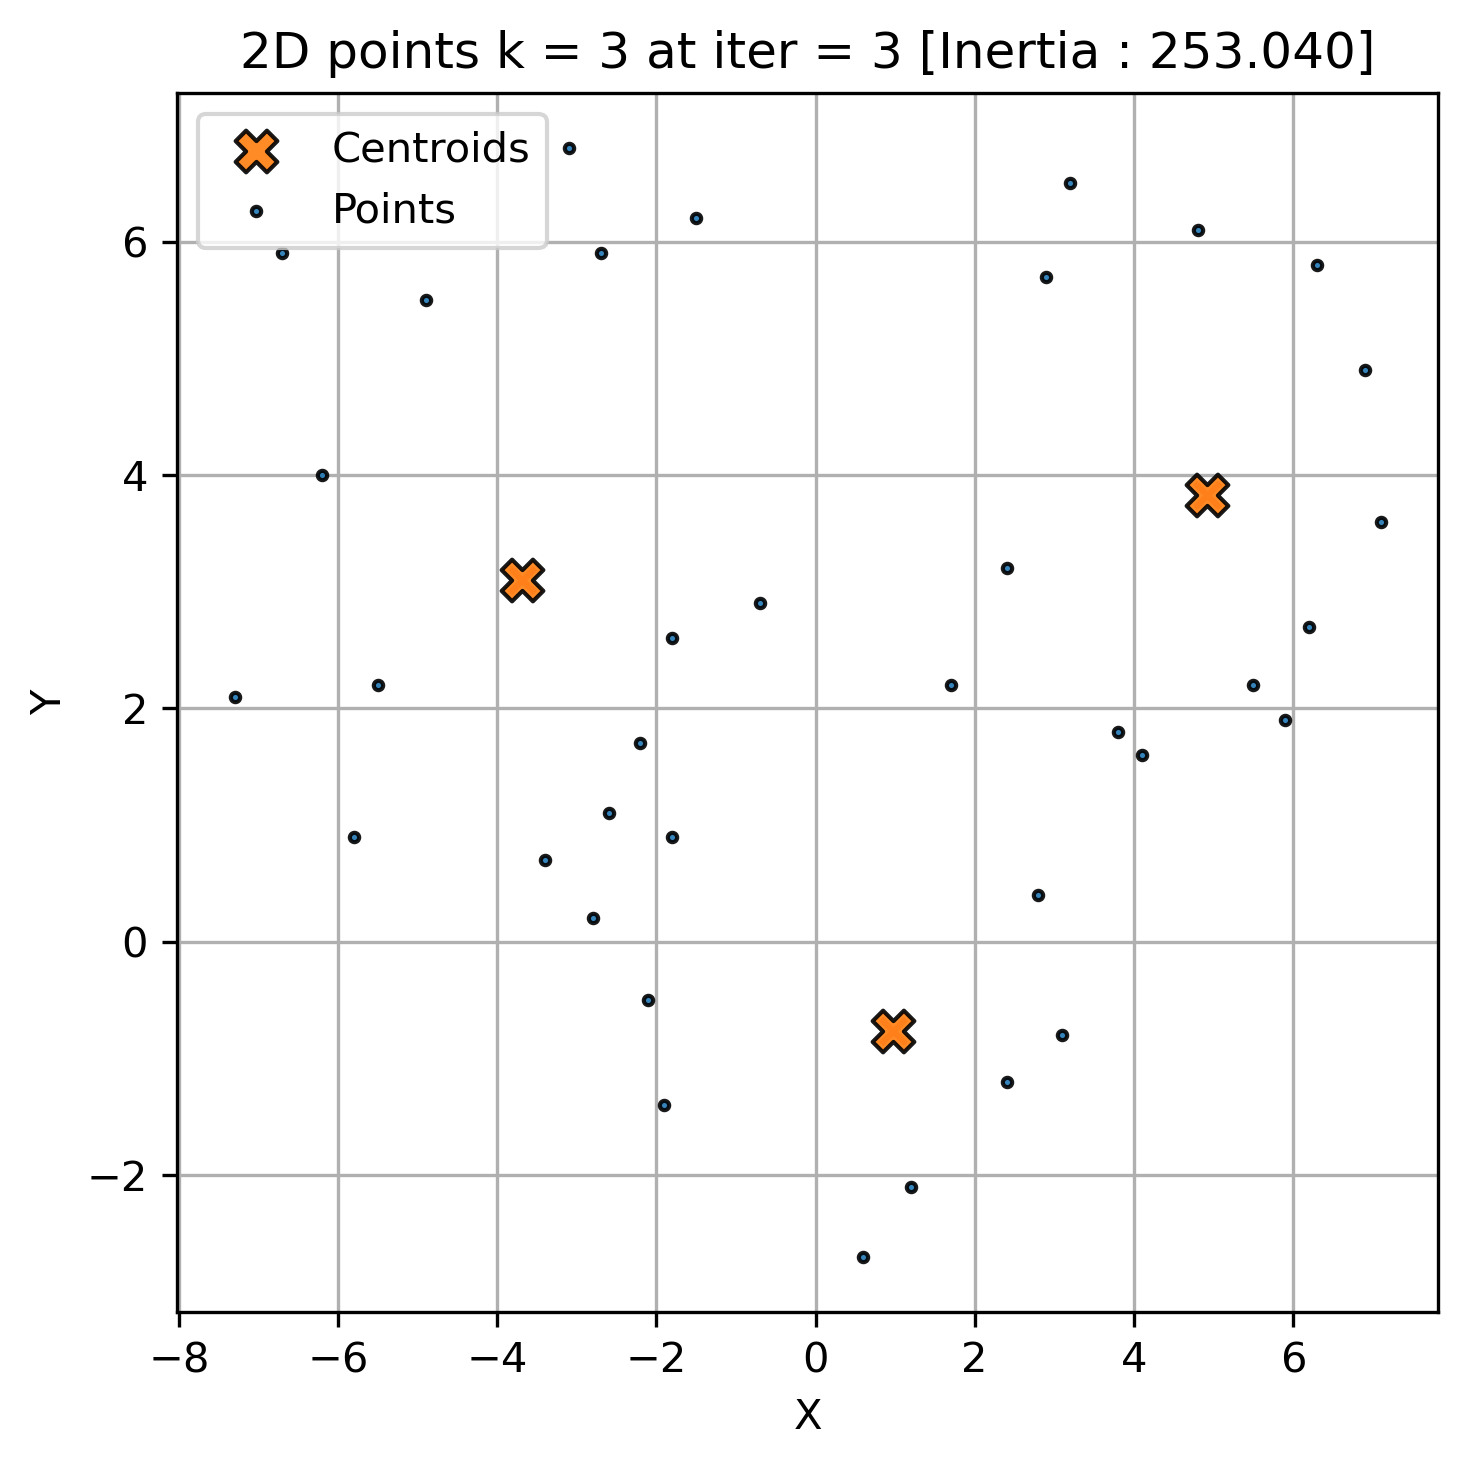 2D points k = 3 at iter = 3 [Inertia : 253.040]
Centroids
Points
6
4
2
0
−2
Y
−8 −6 −4 −2 0 2 4 6
X